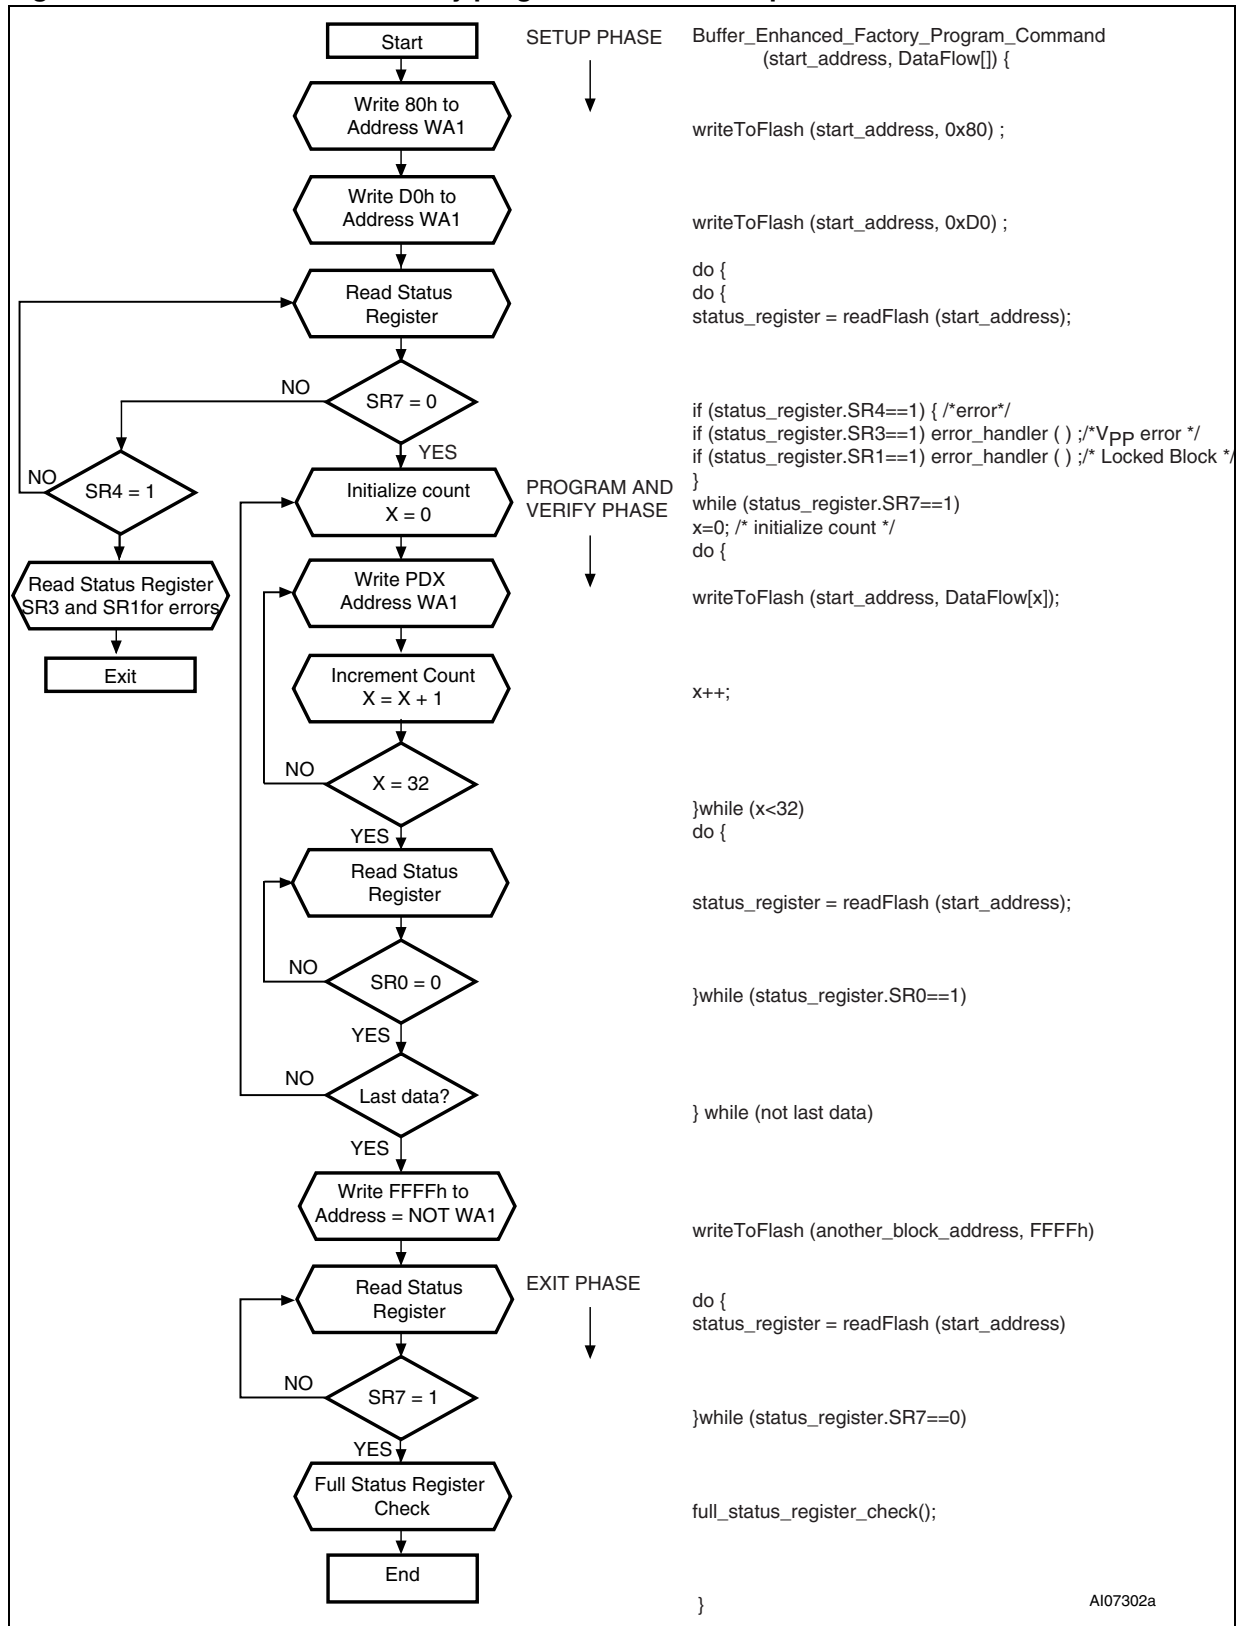 Start
Write 80h to
Address WA1
Write D0h to
Address WA1
Read Status
Register
NO
SR7 = 0
YES
NO
SR4 = 1
Read Status Register
SR3 and SR1for errors
Exit
Initialize count
X = 0
Write PDX
Address WA1
Increment Count
X = X + 1
NO
X = 32
YES
Read Status
Register
NO
SR0 = 0
YES
NO
Last data?
YES
Write FFFFh to
Address = NOT WA1
Read Status
Register
NO
SR7 = 1
YES
Full Status Register
Check
End
SETUP PHASE
PROGRAM AND
VERIFY PHASE
EXIT PHASE
Buffer_Enhanced_Factory_Program_Command
(start_address, DataFlow[]) {
writeToFlash (start_address, 0x80) ;
writeToFlash (start_address, 0xD0) ;
do {
do {
status_register = readFlash (start_address);
if (status_register.SR4==1) { /*error*/
if (status_register.SR3==1) error_handler ( ) ;/*VPP error */
if (status_register.SR1==1) error_handler ( ) ;/* Locked Block */
}
while (status_register.SR7==1)
x=0; /* initialize count */
do {
writeToFlash (start_address, DataFlow[x]);
x++;
}while (x<32)
do {
status_register = readFlash (start_address);
}while (status_register.SR0==1)
} while (not last data)
writeToFlash (another_block_address, FFFFh)
do {
status_register = readFlash (start_address)
}while (status_register.SR7==0)
full_status_register_check();
}
AI07302a